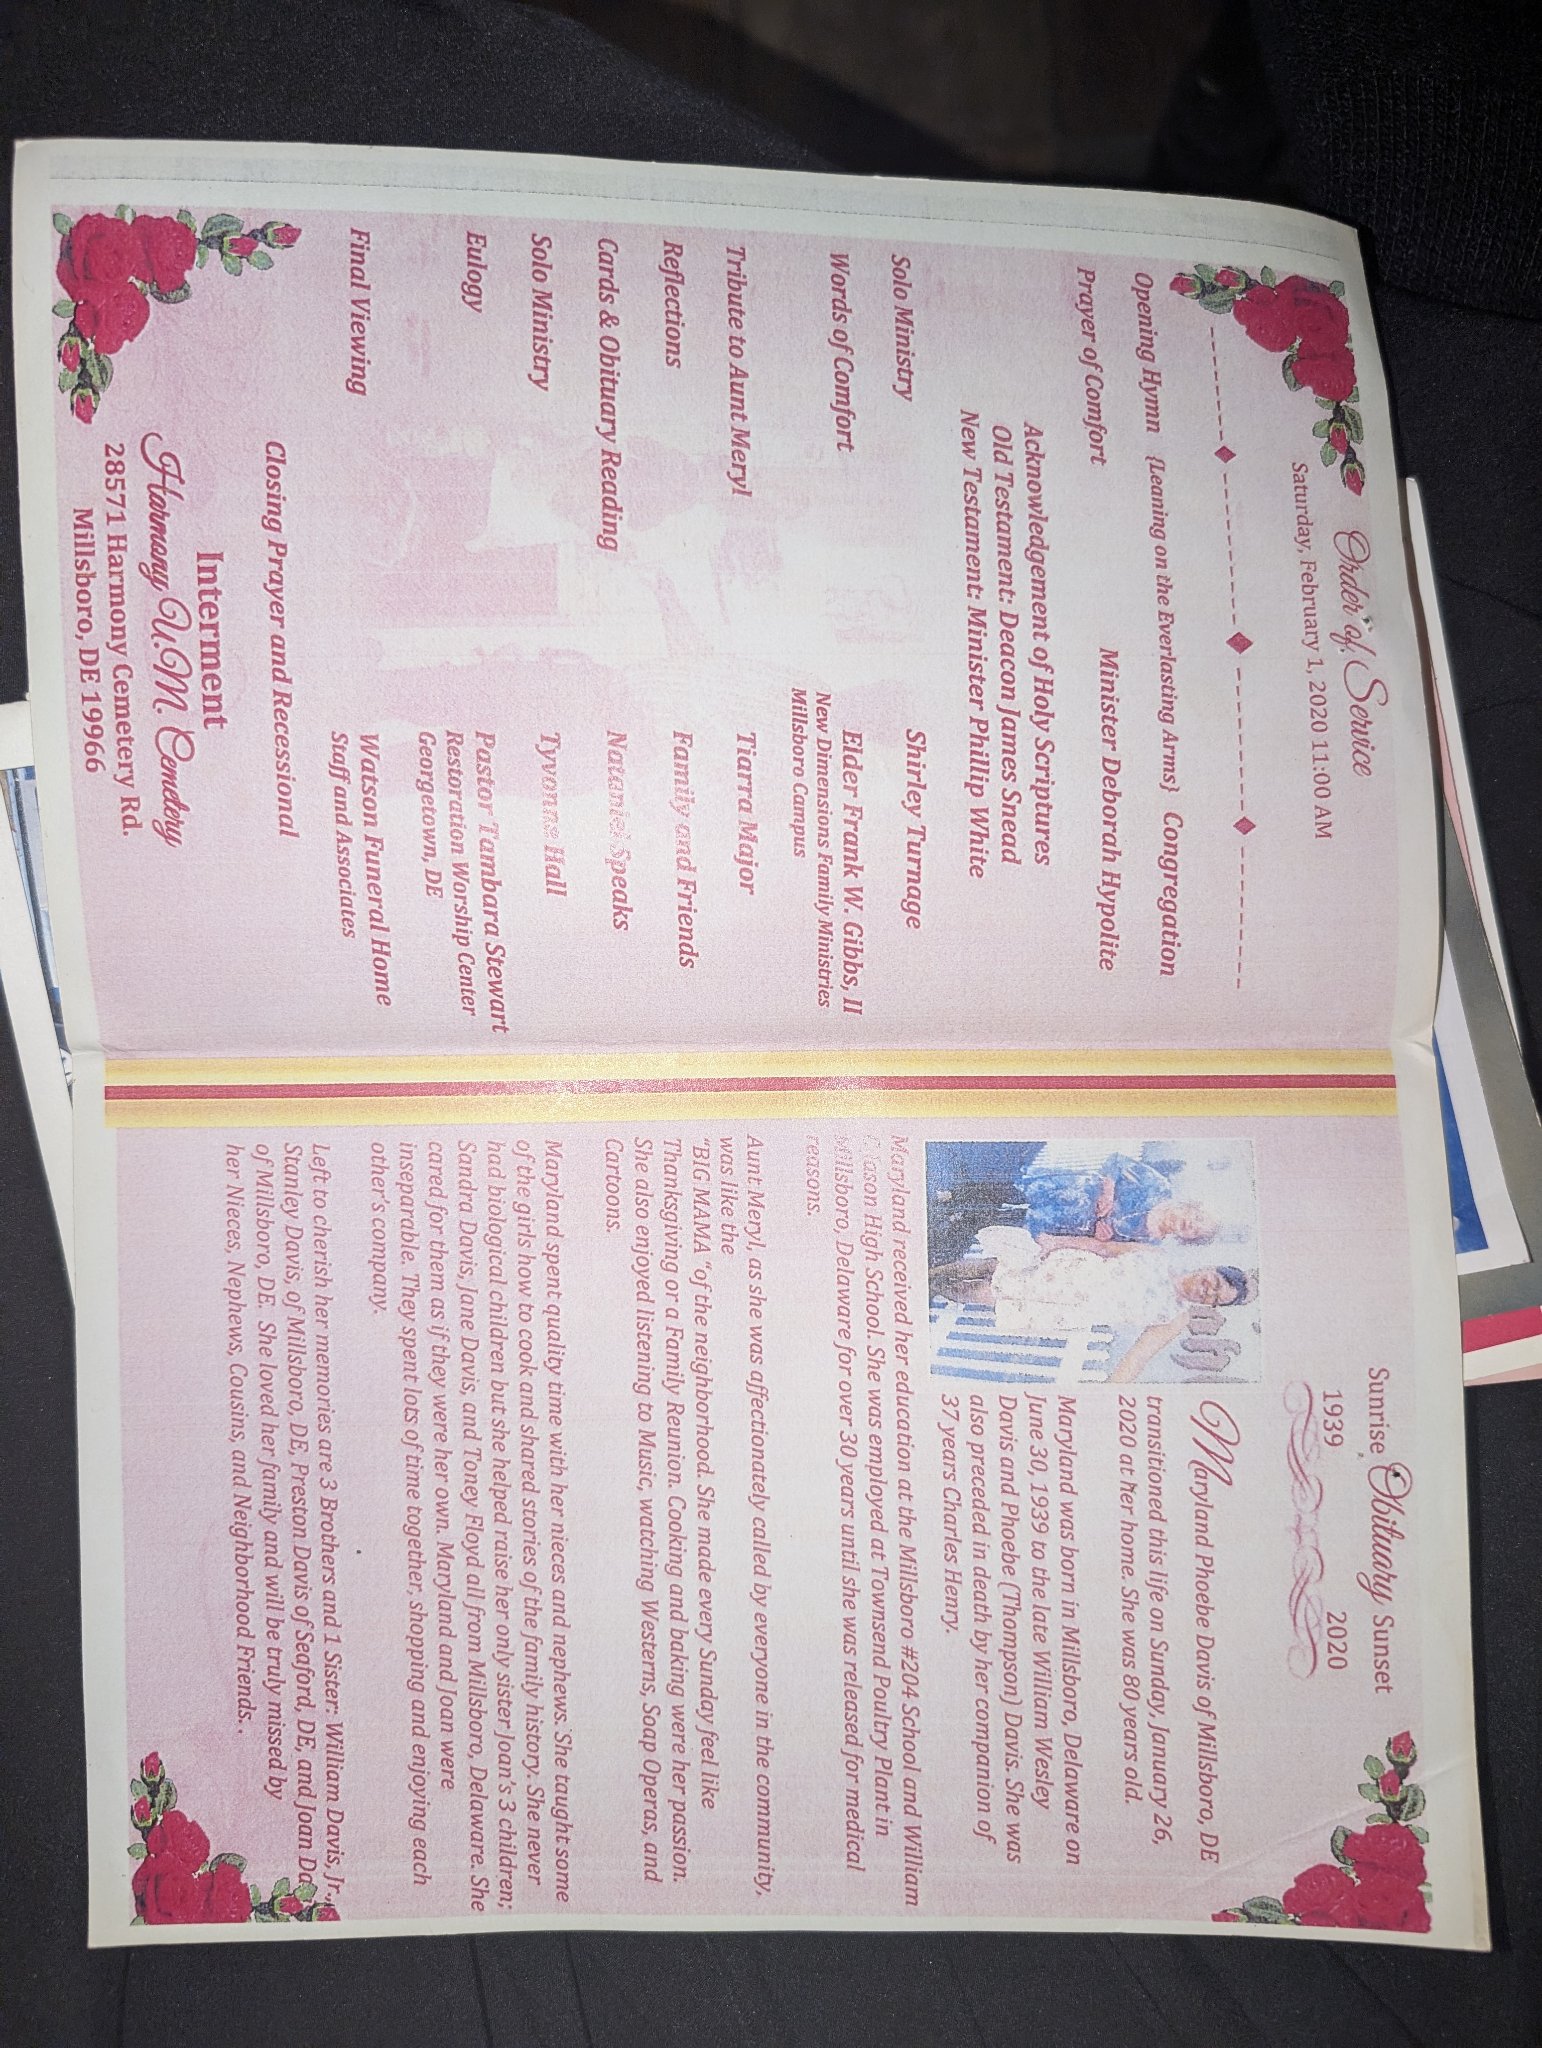 Order of Service
Saturday, February 1, 2020 11:00 AM
Opening Hymn {Leaning on the Everlasting Arms} Congregation
Prayer of Comfort Minister Deborah Hypolite
Acknowledgement of Holy Scriptures
Old Testament: Deacon James Snead
New Testament: Minister Phillip White
Solo Ministry Shirley Turnage
Words of Comfort Elder Frank W. Gibbs, II
New Dimensions Family Ministries
Millsboro Campus
Tribute to Aunt Meryl Tiarra Major
Reflections Family and Friends
Cards & Obituary Reading Nataniel Speaks
Solo Ministry Tyvonne Hall
Eulogy Pastor Tambara Stewart
Restoration Worship Center
Georgetown, DE
Final Viewing Watson Funeral Home
Staff and Associates
Closing Prayer and Recessional
Interment
Harmony U.M. Cemetery
28571 Harmony Cemetery Rd.
Millsboro, DE 19966
Sunrise Obituary Sunset
1939 2020
Maryland Phoebe Davis of Millsboro, DE
transitioned this life on Sunday, January 26,
2020 at her home. She was 80 years old.
Maryland was born in Millsboro, Delaware on
June 30, 1939 to the late William Wesley
Davis and Phoebe (Thompson) Davis. She was
also preceded in death by her companion of
37 years Charles Henry.
Maryland received her education at the Millsboro #204 School and William
C. Jason High School. She was employed at Townsend Poultry Plant in
Millsboro, Delaware for over 30 years until she was released for medical
reasons.
Aunt Meryl, as she was affectionately called by everyone in the community,
was like the
"BIG MAMA "of the neighborhood. She made every Sunday feel like
Thanksgiving or a Family Reunion. Cooking and baking were her passion.
She also enjoyed listening to Music, watching Westerns, Soap Operas, and
Cartoons.
Maryland spent quality time with her nieces and nephews. She taught some
of the girls how to cook and shared stories of the family history. She never
had biological children but she helped raise her only sister Joan's 3 children;
Sandra Davis, Jane Davis, and Toney Floyd all from Millsboro, Delaware. She
cared for them as if they were her own. Maryland and Joan were
inseparable. They spent lots of time together, shopping and enjoying each
other's company.
Left to cherish her memories are 3 Brothers and 1 Sister: William Davis, Jr.,
Stanley Davis, of Millsboro, DE, Preston Davis of Seaford, DE, and Joan Da
of Millsboro, DE. She loved her family and will be truly missed by
her Nieces, Nephews, Cousins, and Neighborhood Friends. .